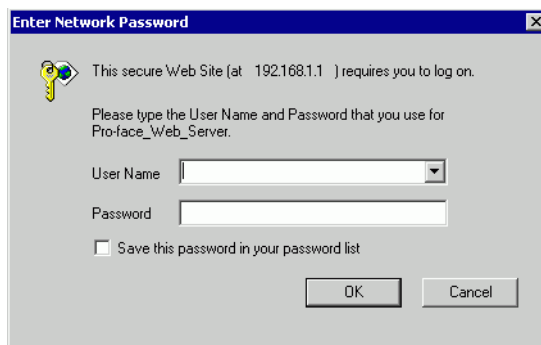 Enter Network Password
This secure Web Site (at 192.168.1.1 ) requires you to log on.
Please type the User Name and Password that you use for
Pro-face_Web_Server.
User Name
Password
Save this password in your password list
OK Cancel